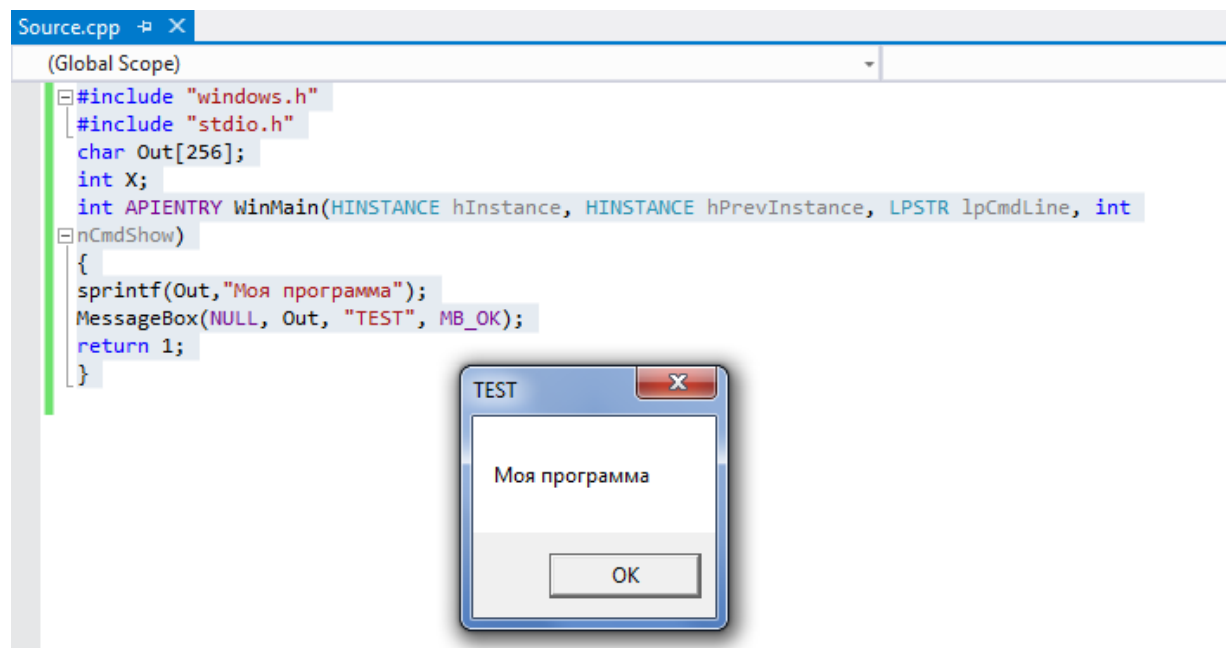 Source.cpp
(Global Scope)
#include "windows.h"
#include "stdio.h"
char Out[256];
int X;
int APIENTRY WinMain(HINSTANCE hInstance, HINSTANCE hPrevInstance, LPSTR lpCmdLine, int
nCmdShow)
{
sprintf(Out,"Моя программа");
MessageBox(NULL, Out, "TEST", MB_OK);
return 1;
}
TEST
Моя программа
OK